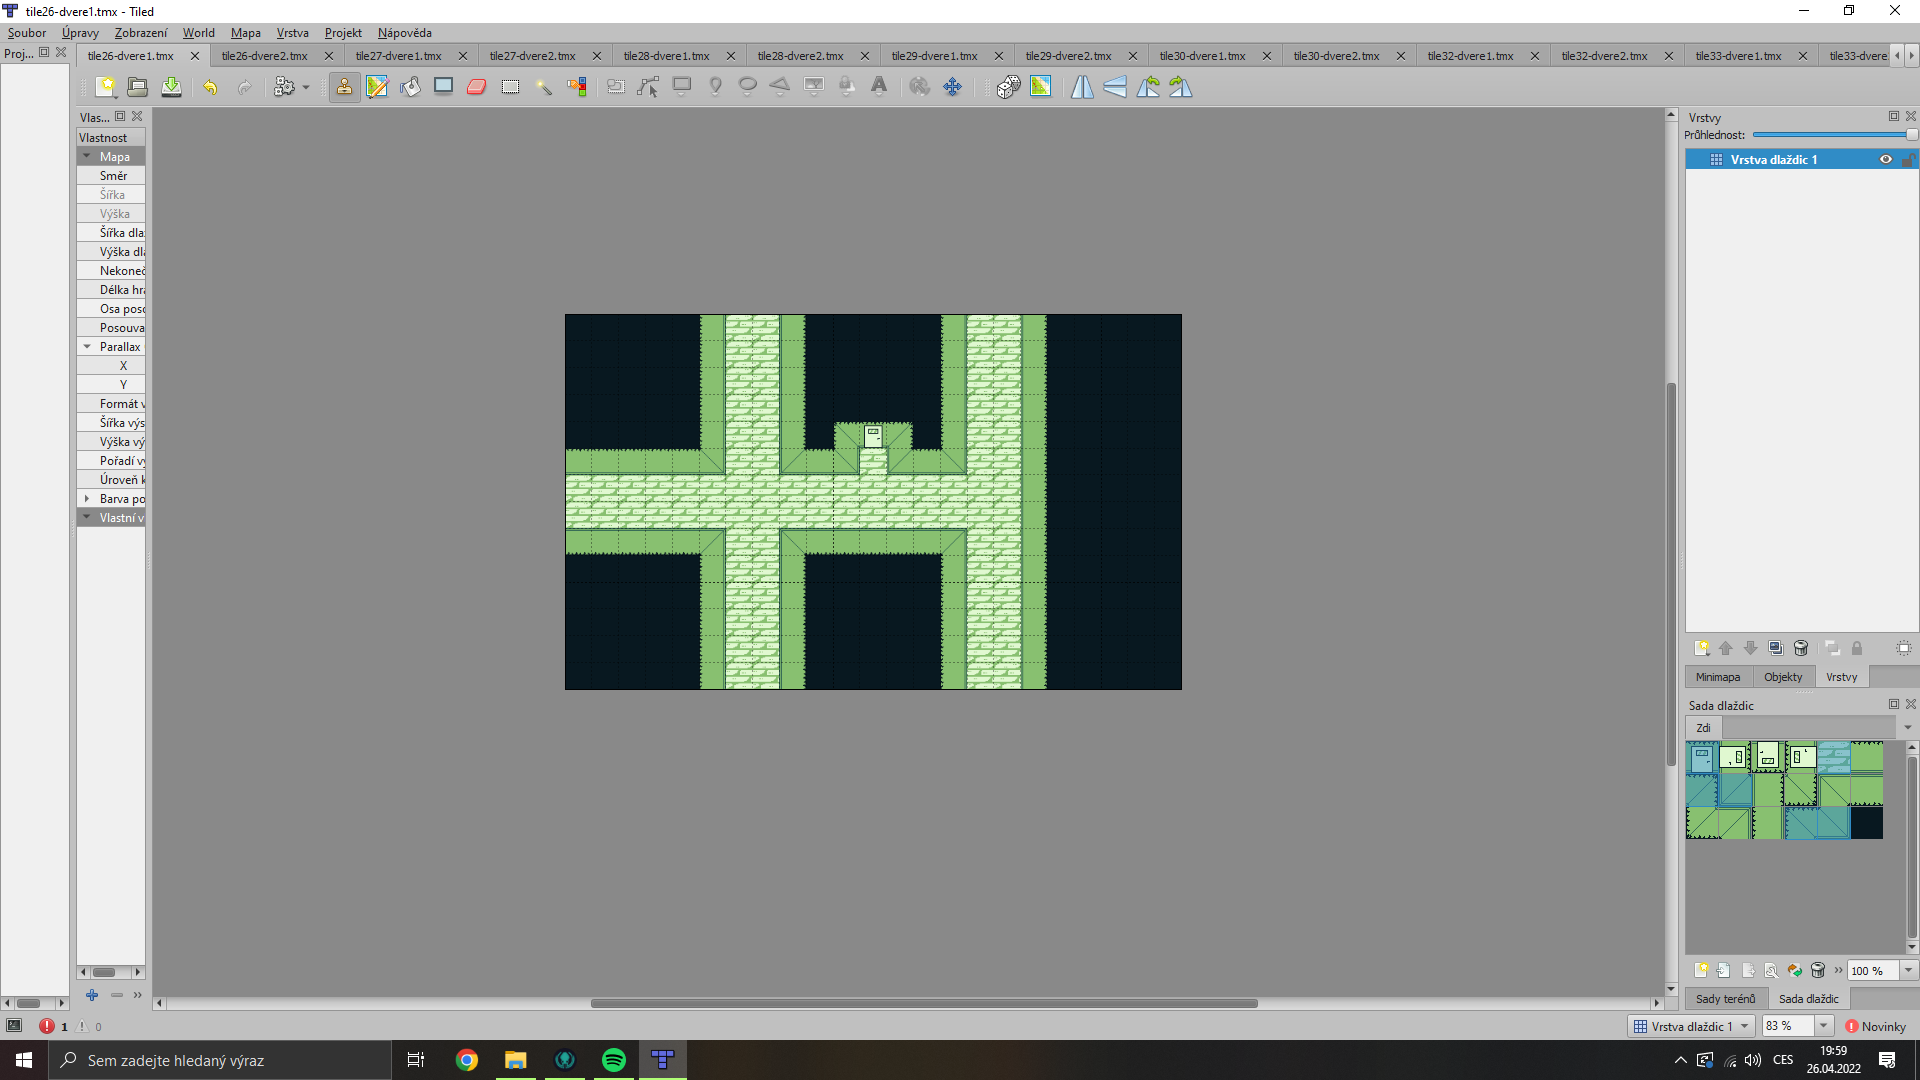 tile26-dvere1.tmx - Tiled
Soubor Úpravy Zobrazení World Mapa Vrstva Projekt Nápověda
Proj...
tile26-dvere1.tmx tile26-dvere2.tmx tile27-dvere1.tmx tile27-dvere2.tmx tile28-dvere1.tmx tile28-dvere2.tmx tile29-dvere1.tmx tile29-dvere2.tmx tile30-dvere1.tmx tile30-dvere2.tmx tile32-dvere1.tmx tile32-dvere2.tmx tile33-dvere1.tmx tile33-dvere
Vlas...
Vlastnost
Mapa
Směr
Šířka
Výška
Šířka dla
Výška dl
Nekoneč
Délka hr
Osa poso
Posouva
Parallax
X
Y
Formát v
Šířka výs
Výška vý
Pořadí vy
Úroveň k
Barva po
Vlastní v
Vrstvy
Průhlednost:
Vrstva dlaždic 1
Minimapa Objekty Vrstvy
Sada dlaždic
Zdi
100 %
Sady terénů Sada dlaždic
1 0
Vrstva dlaždic 1 83 % Novinky
Sem zadejte hledaný výraz
CES
19:59
26.04.2022